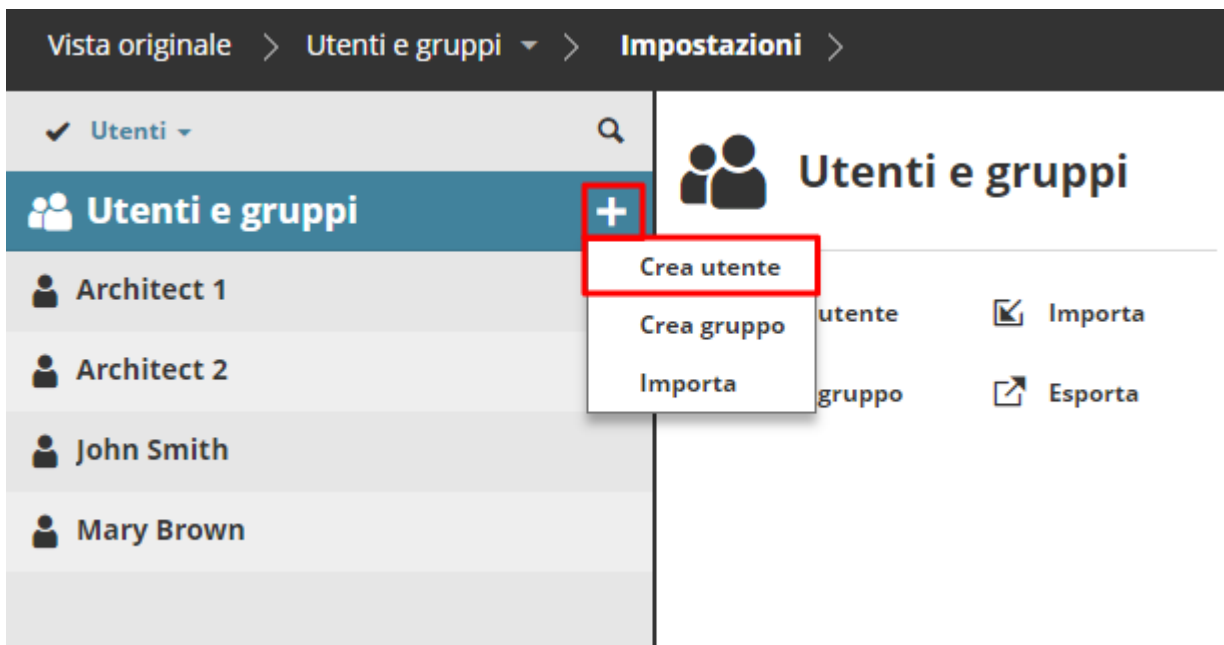 Vista originale > Utenti e gruppi > Impostazioni >
Utenti
Utenti e gruppi
Utenti e gruppi
Crea utente
Crea gruppo
Importa
utente
Importa
gruppo
Esporta
Architect 1
Architect 2
John Smith
Mary Brown